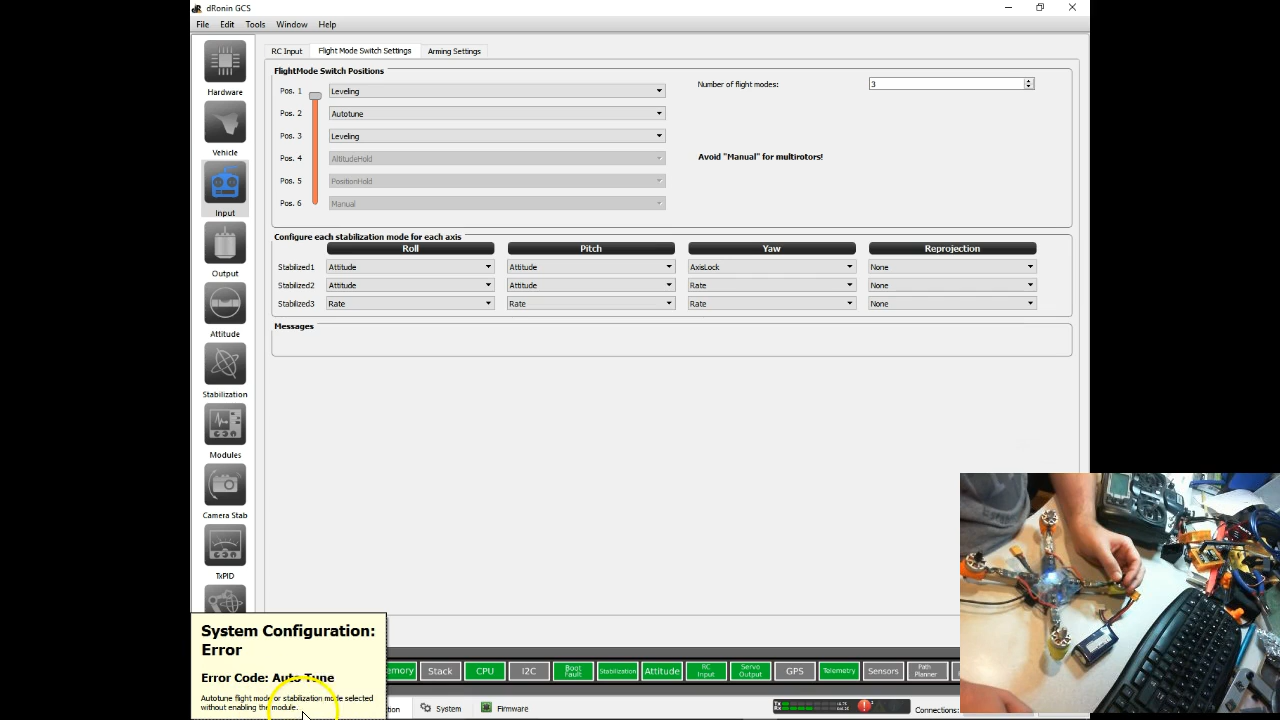 dRonin GCS
File Edit Tools Window Help
RC Input Flight Mode Switch Settings Arming Settings
Hardware
Vehicle
Input
Output
Attitude
Stabilization
Modules
Camera Stab
TxPID
FlightMode Switch Positions
Pos. 1 Leveling
Pos. 2 Autotune
Pos. 3 Leveling
Pos. 4 AltitudeHold
Pos. 5 PositionHold
Pos. 6 Manual
Number of flight modes: 3
Avoid "Manual" for multirotors!
Configure each stabilization mode for each axis
Roll Pitch Yaw Reprojection
Stabilized1 Attitude Attitude AxisLock None
Stabilized2 Attitude Attitude Rate None
Stabilized3 Rate Rate Rate None
Messages
System Configuration:
Error
Error Code: Auto Tune
Autotune flight mode or stabilization mode selected
without enabling the module.
emory Stack CPU I2C Boot Fault Stabilization Attitude RC Input Servo Output GPS Telemetry Sensors Path Planner
tion System Firmware
Tx
Rx
Connections: